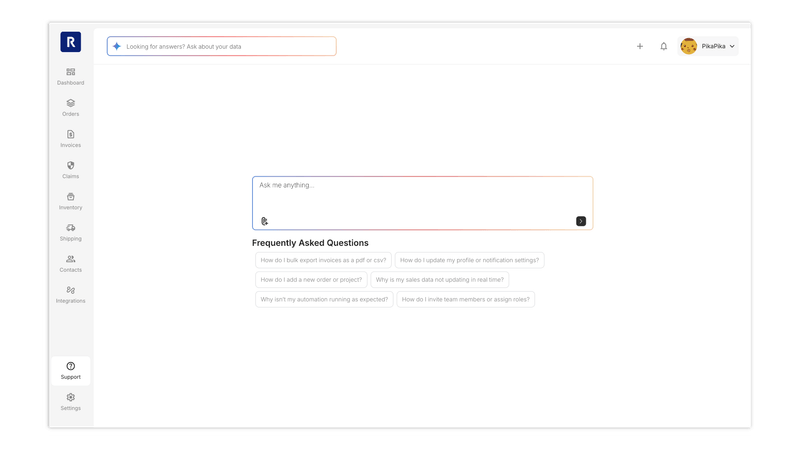 R
Looking for answers? Ask about your data
PikaPika
Dashboard
Orders
Invoices
Claims
Inventory
Shipping
Contacts
Integrations
Support
Settings
Ask me anything...
Frequently Asked Questions
How do I bulk export invoices as a pdf or csv?
How do I update my profile or notification settings?
How do I add a new order or project?
Why is my sales data not updating in real time?
Why isn't my automation running as expected?
How do I invite team members or assign roles?